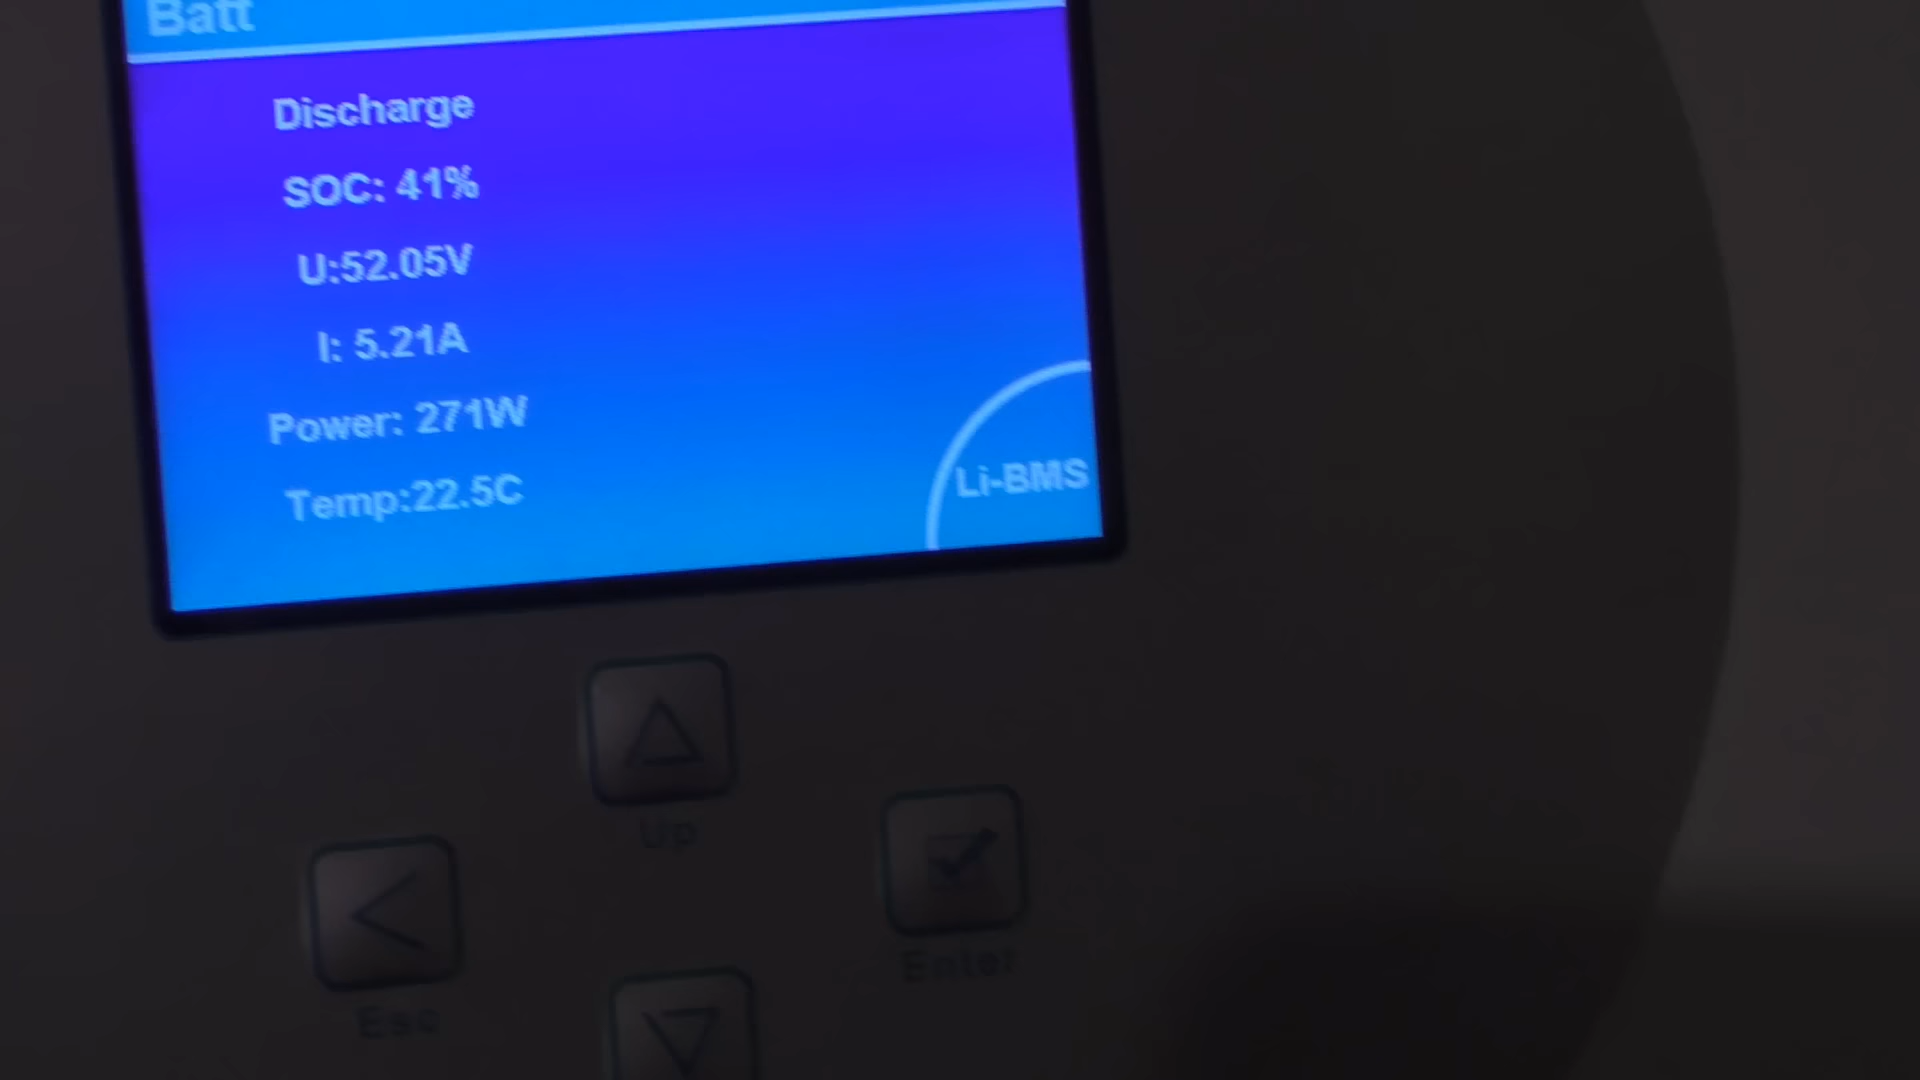 Batt
Discharge
SOC: 41%
U:52.05V
I: 5.21A
Power: 271W
Temp:22.5C
Li-BMS
Up
Enter
Esc